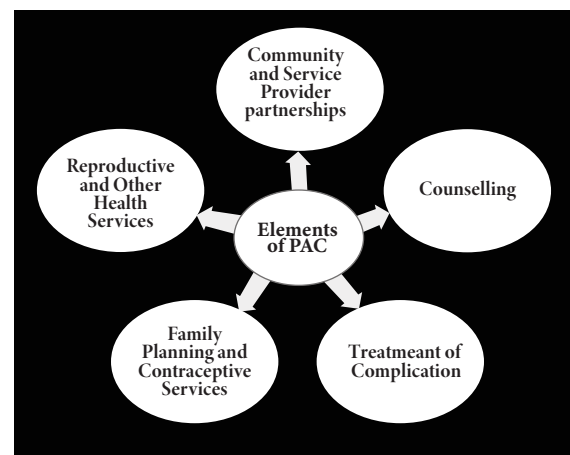 Community
and Service
Provider
partnerships
Reproductive
and Other
Health
Services
Counselling
Elements
of PAC
Family
Planning and
Contraceptive
Services
Treatmeant of
Complication